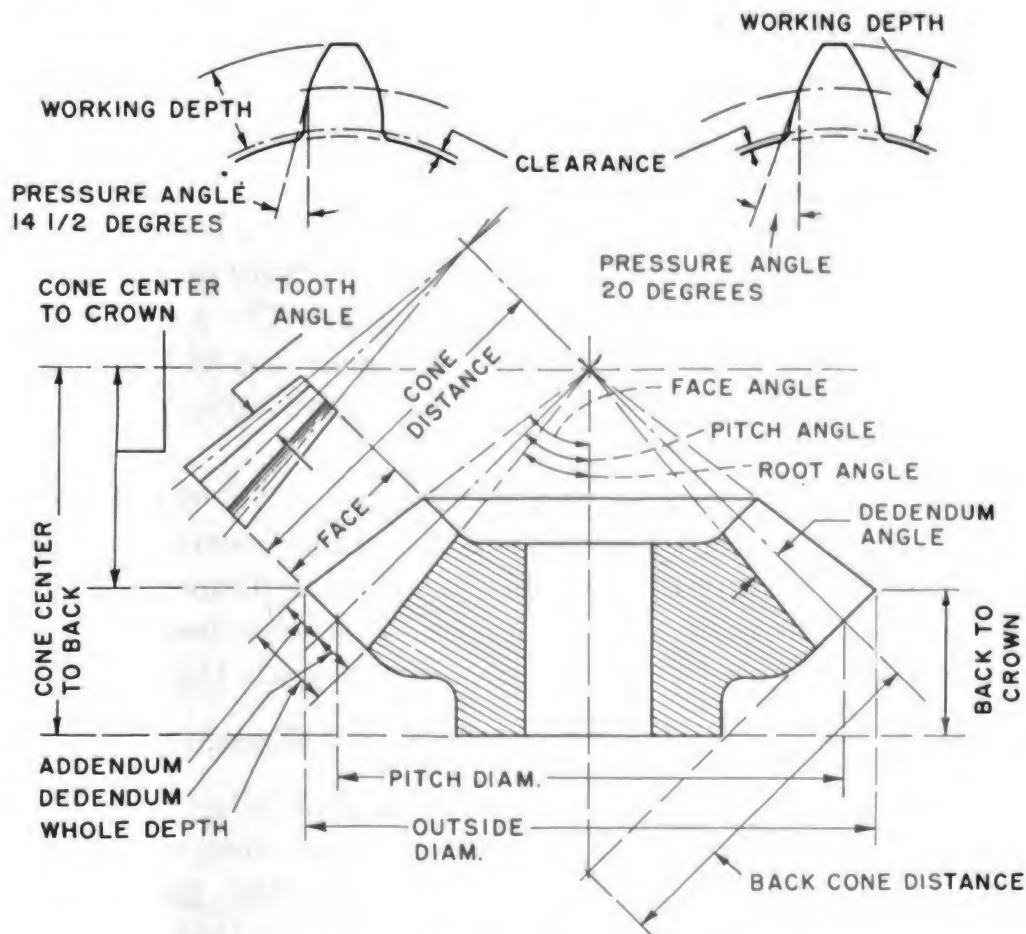 WORKING DEPTH
WORKING DEPTH
CLEARANCE
PRESSURE ANGLE
14 1/2 DEGREES
PRESSURE ANGLE
20 DEGREES
CONE CENTER
TO CROWN
TOOTH
ANGLE
CONE
DISTANCE
FACE ANGLE
PITCH ANGLE
ROOT ANGLE
FACE
DEDENDUM
ANGLE
CONE CENTER
TO BACK
BACK TO
CROWN
ADDENDUM
DEDENDUM
WHOLE DEPTH
PITCH DIAM.
OUTSIDE
DIAM.
BACK CONE DISTANCE